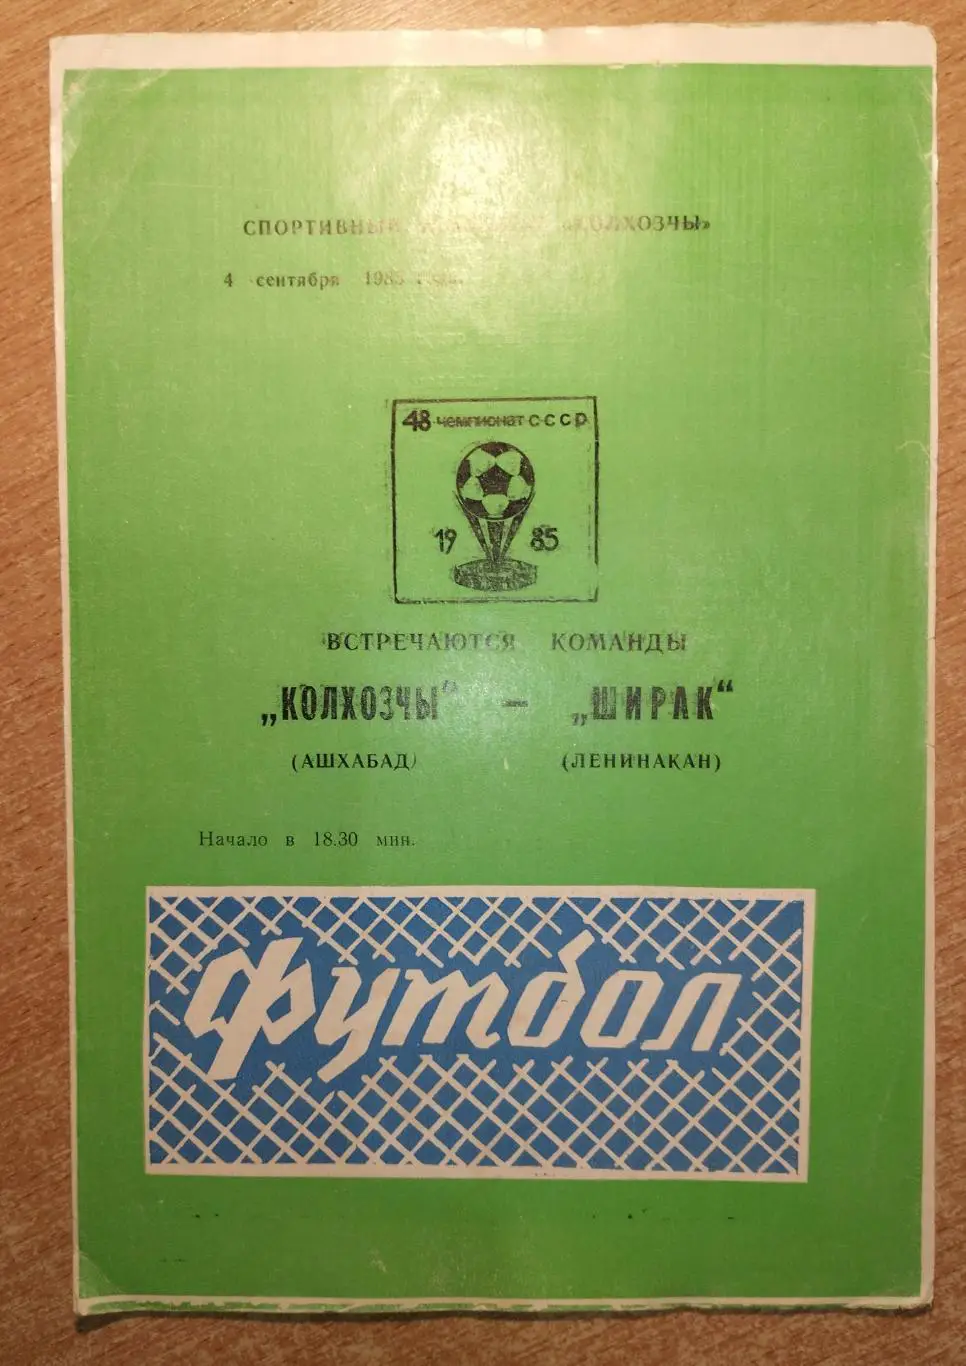 СПОРТИВНЫЙ «КОЛХОЗЧЫ»
4 сентября 1985
48 чемпионат СССР
19 85
ВСТРЕЧАЮТСЯ КОМАНДЫ
„КОЛХОЗЧЫ“ — „ШИРАК“
(АШХАБАД) (ЛЕНИНАКАН)
Начало в 18.30 мин.
Футбол